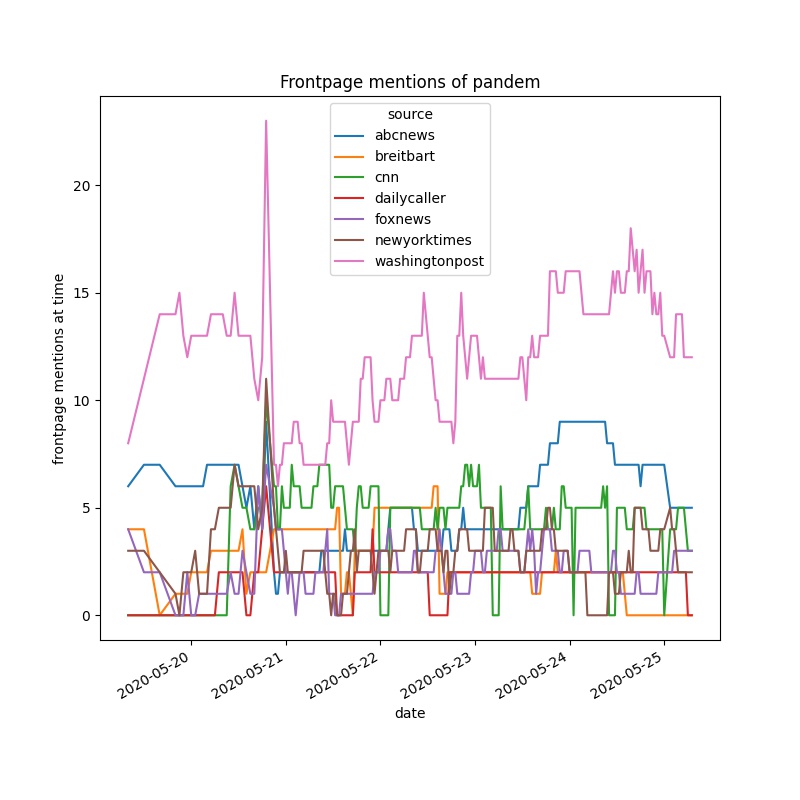 Frontpage mentions of pandem
source
abcnews
breitbart
cnn
dailycaller
foxnews
newyorktimes
washingtonpost
frontpage mentions at time
20
15
10
5
0
2020-05-20
2020-05-21
2020-05-22
2020-05-23
2020-05-24
2020-05-25
date